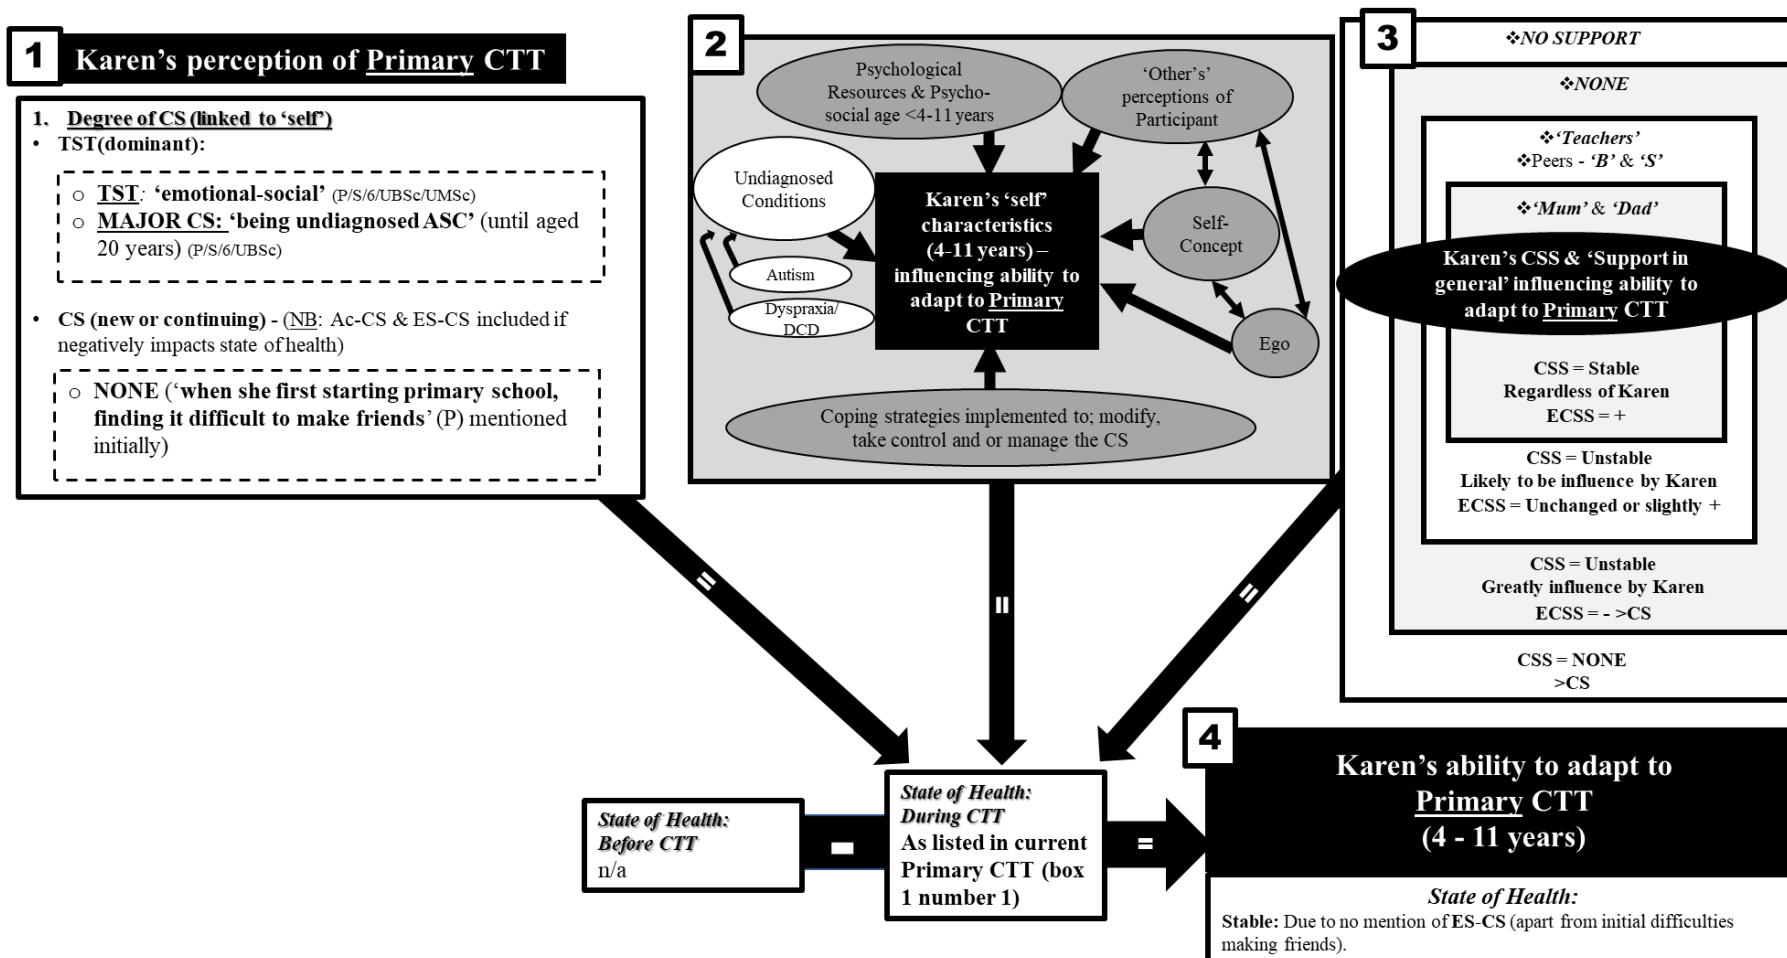 1
Karen's perception of Primary CTT
1. Degree of CS (linked to 'self')
• TST(dominant):
o TST: 'emotional-social' (P/S/6/UBSc/UMSc)
o MAJOR CS: 'being undiagnosed ASC' (until aged
20 years) (P/S/6/UBSc)
• CS (new or continuing) - (NB: Ac-CS & ES-CS included if
negatively impacts state of health)
o NONE ('when she first starting primary school,
finding it difficult to make friends' (P) mentioned
initially)
2
Psychological
Resources & Psycho-
social age <4-11 years
'Other's'
perceptions of
Participant
Undiagnosed
Conditions
Autism
Dyspraxia/
DCD
Karen's 'self'
characteristics
(4-11 years) –
influencing ability to
adapt to Primary
CTT
Self-
Concept
Ego
Coping strategies implemented to; modify,
take control and or manage the CS
3
❖NO SUPPORT
❖NONE
❖'Teachers'
❖Peers - 'B' & 'S'
❖'Mum' & 'Dad'
Karen's CSS & 'Support in
general' influencing ability to
adapt to Primary CTT
CSS = Stable
Regardless of Karen
ECSS = +
CSS = Unstable
Likely to be influence by Karen
ECSS = Unchanged or slightly +
CSS = Unstable
Greatly influence by Karen
ECSS = - >CS
CSS = NONE
>CS
=
=
=
State of Health:
Before CTT
n/a
-
State of Health:
During CTT
As listed in current
Primary CTT (box
1 number 1)
=
4
Karen's ability to adapt to
Primary CTT
(4 - 11 years)
State of Health:
Stable: Due to no mention of ES-CS (apart from initial difficulties
making friends).